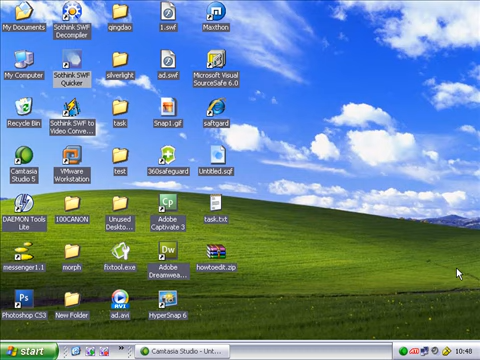 My Documents
Sothink SWF Decompiler
qingdao
1.swf
Maxthon
My Computer
Sothink SWF Quicker
silverlight
ad.swf
Microsoft Visual SourceSafe 6.0
Recycle Bin
Sothink SWF to Video Conve...
task
Snap1.gif
saftgard
Camtasia Studio 5
VMware Workstation
test
360safeguard
Untitled.sqf
DAEMON Tools Lite
100CANON
Unused Deskto...
Adobe Captivate 3
task.txt
messenger1.1
morph
fixtool.exe
Adobe Dreamwea...
howtoedit.zip
Photoshop CS3
New Folder
ad.avi
HyperSnap 6
start
Camtasia Studio - Unt...
10:48